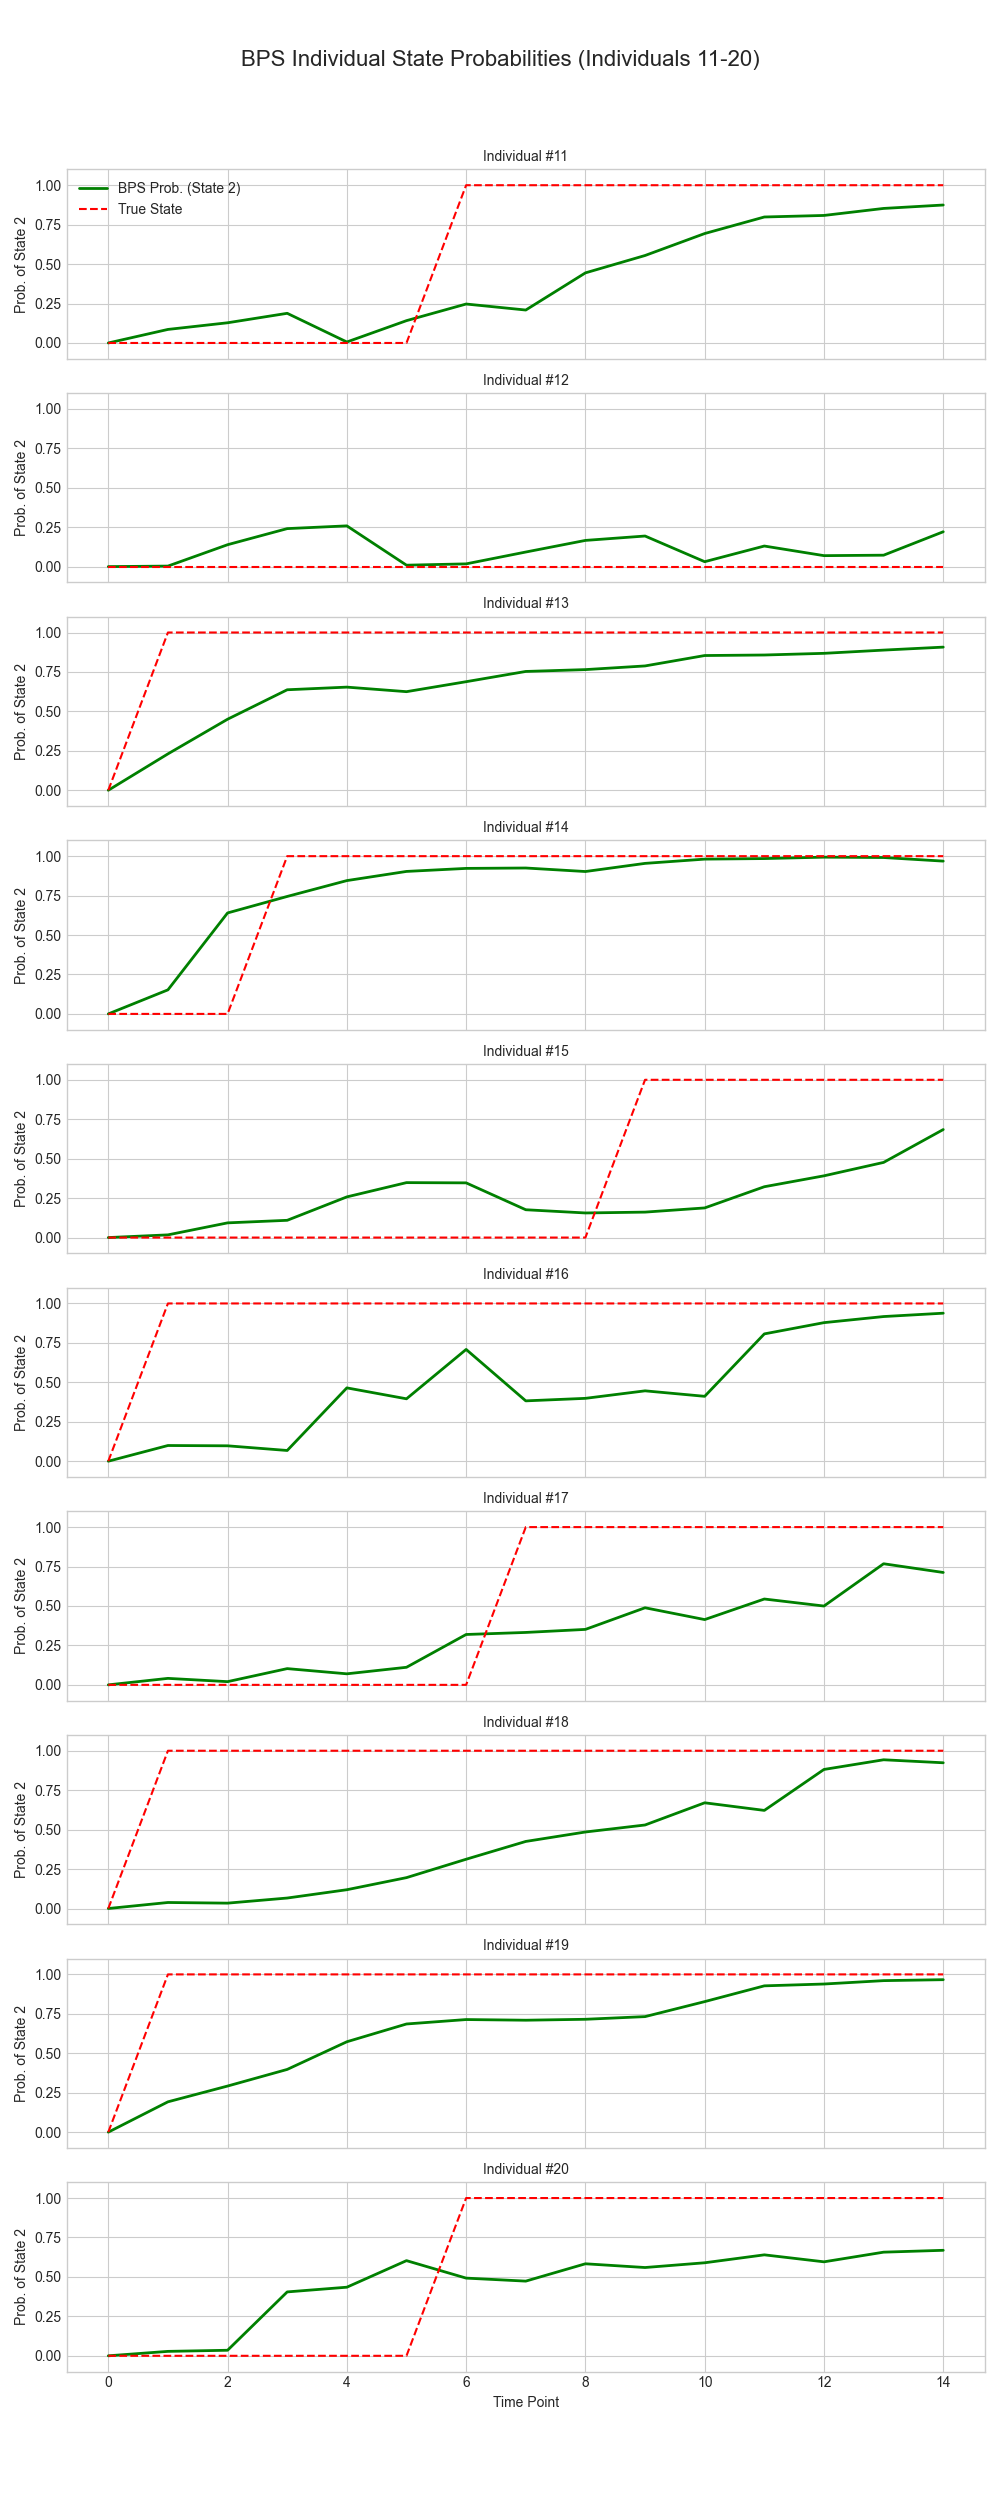 BPS Individual State Probabilities (Individuals 11-20)
Individual #11
1.00
0.75
0.50
0.25
0.00
Prob. of State 2
BPS Prob. (State 2)
True State
Individual #12
1.00
0.75
0.50
0.25
0.00
Prob. of State 2
Individual #13
1.00
0.75
0.50
0.25
0.00
Prob. of State 2
Individual #14
1.00
0.75
0.50
0.25
0.00
Prob. of State 2
Individual #15
1.00
0.75
0.50
0.25
0.00
Prob. of State 2
Individual #16
1.00
0.75
0.50
0.25
0.00
Prob. of State 2
Individual #17
1.00
0.75
0.50
0.25
0.00
Prob. of State 2
Individual #18
1.00
0.75
0.50
0.25
0.00
Prob. of State 2
Individual #19
1.00
0.75
0.50
0.25
0.00
Prob. of State 2
Individual #20
1.00
0.75
0.50
0.25
0.00
Prob. of State 2
0 2 4 6 8 10 12 14
Time Point